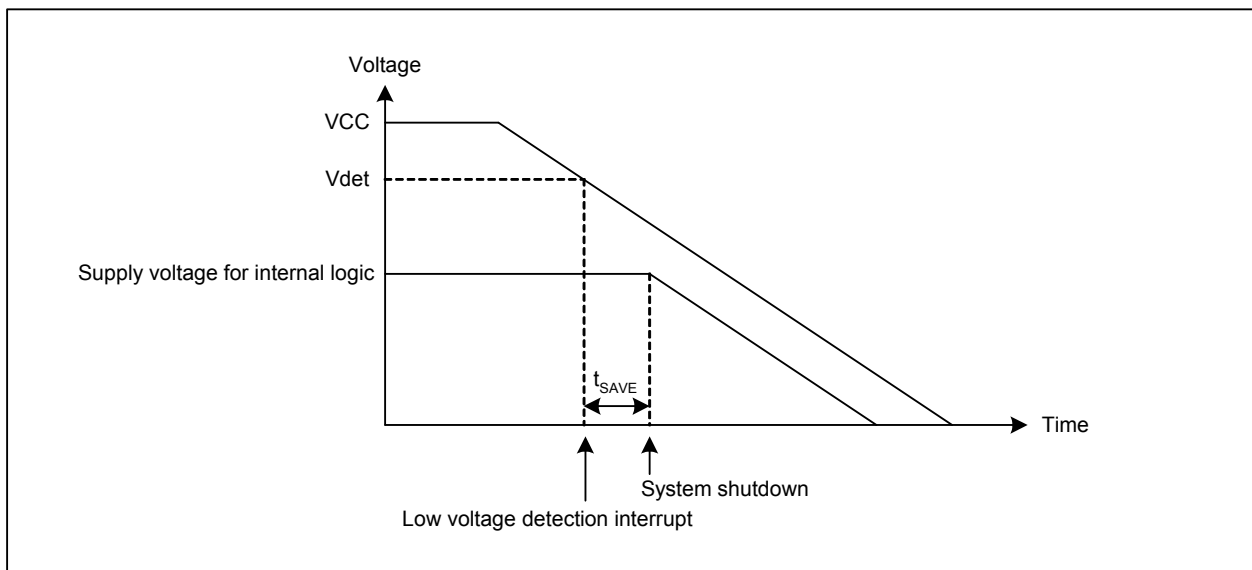 Voltage
VCC
Vdet
Supply voltage for internal logic
tSAVE
Time
System shutdown
Low voltage detection interrupt